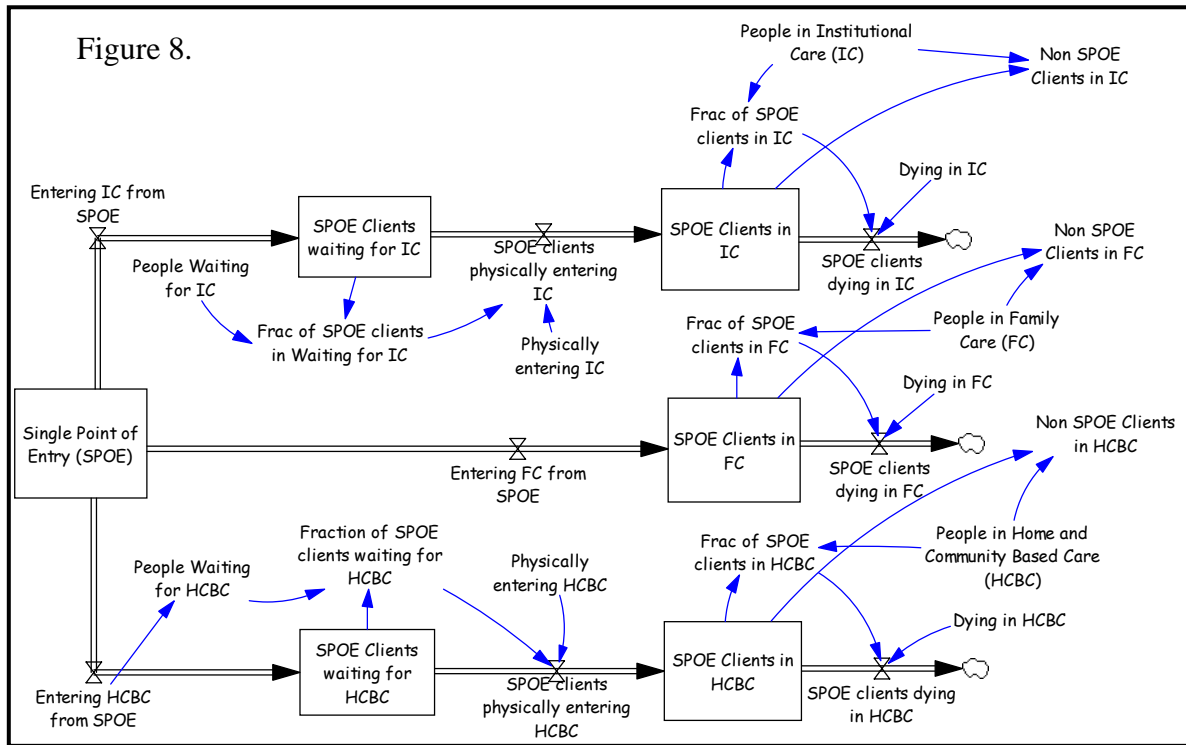 Figure 8.
People in Institutional
Care (IC)
Non SPOE
Clients in IC
Frac of SPOE
clients in IC
Entering IC from
SPOE
Dying in IC
SPOE Clients
waiting for IC
SPOE clients
physically entering
IC
SPOE Clients in
IC
SPOE clients
dying in IC
Non SPOE
Clients in FC
People Waiting
for IC
Frac of SPOE clients
in Waiting for IC
Physically
entering IC
Frac of SPOE
clients in FC
People in Family
Care (FC)
Dying in FC
Single Point of
Entry (SPOE)
Entering FC from
SPOE
SPOE Clients in
FC
SPOE clients
dying in FC
Non SPOE Clients
in HCBC
People Waiting
for HCBC
Fraction of SPOE
clients waiting for
HCBC
Physically
entering HCBC
Frac of SPOE
clients in HCBC
People in Home and
Community Based Care
(HCBC)
Dying in HCBC
Entering HCBC
from SPOE
SPOE Clients
waiting for
HCBC
SPOE clients
physically entering
HCBC
SPOE Clients in
HCBC
SPOE clients dying
in HCBC